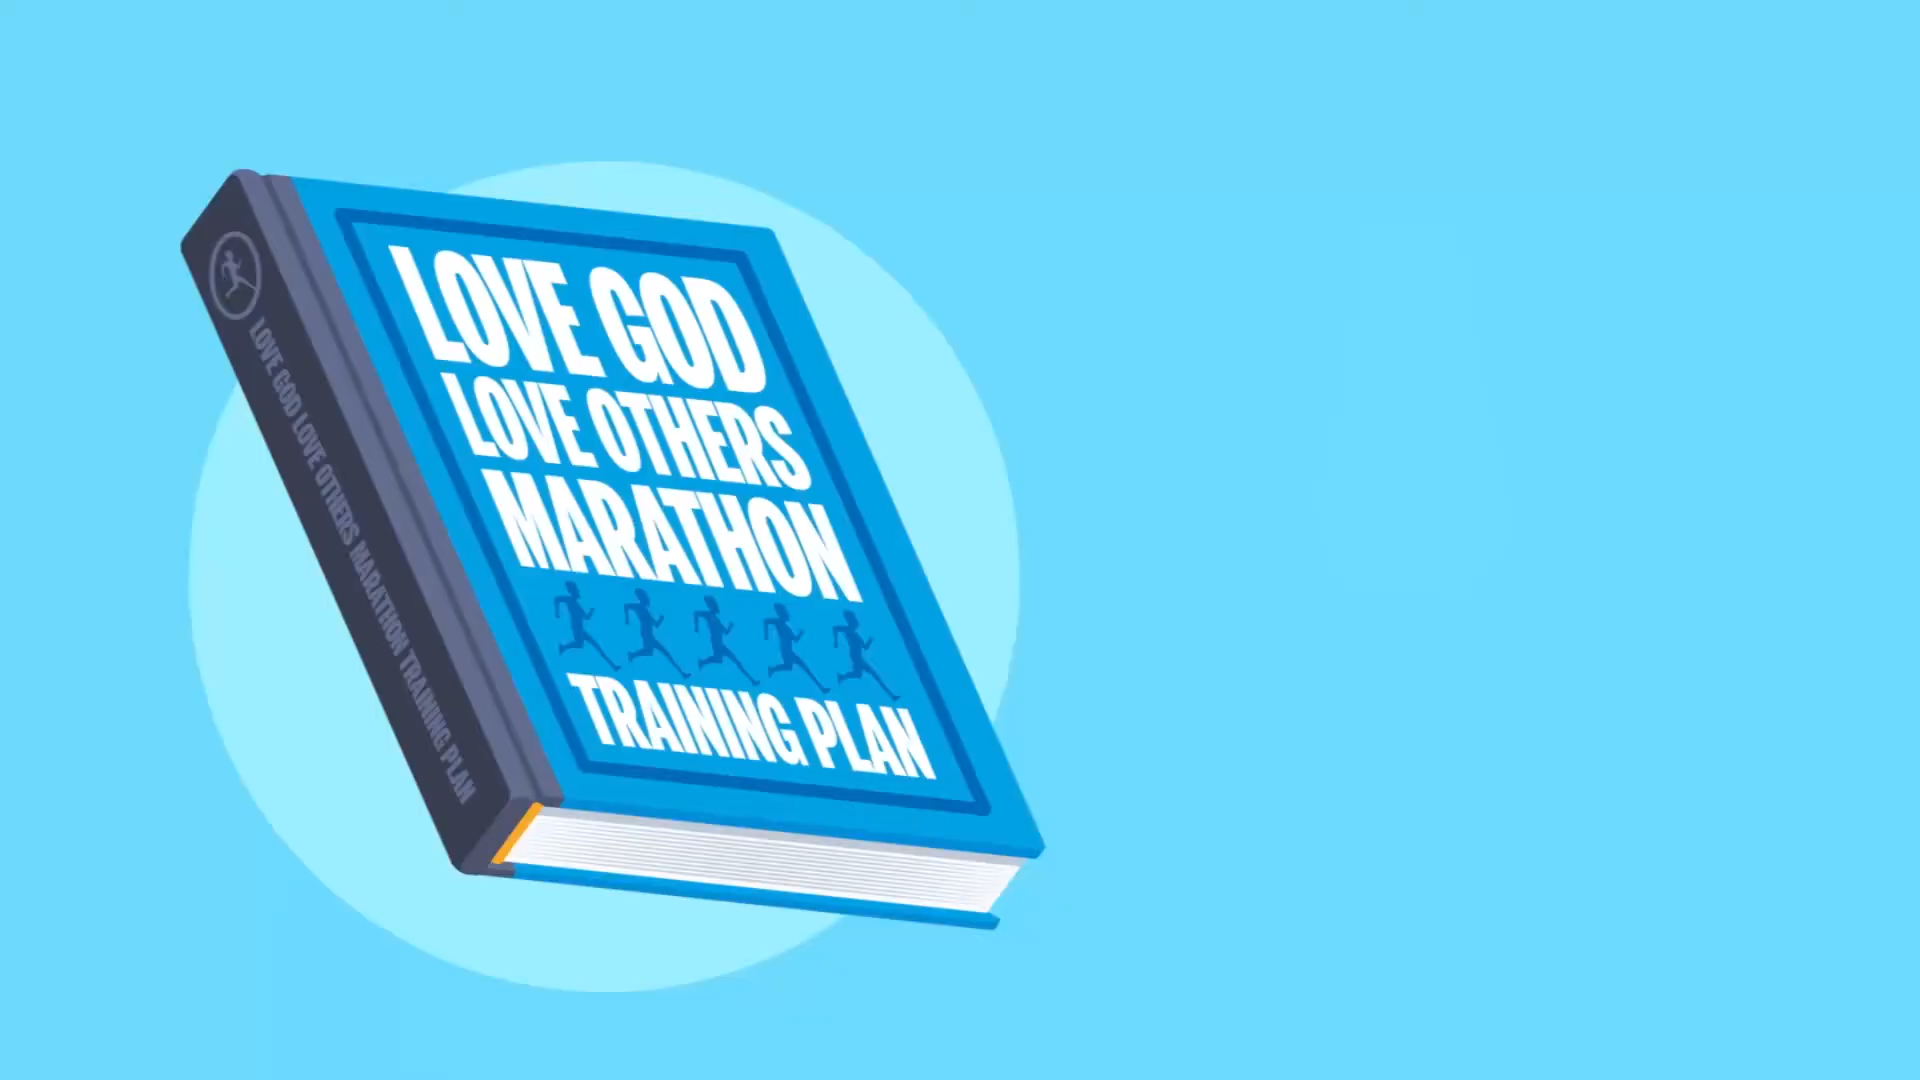 LOVE GOD
LOVE OTHERS
MARATHON
TRAINING PLAN
LOVE GOD LOVE OTHERS MARATHON TRAINING PLAN